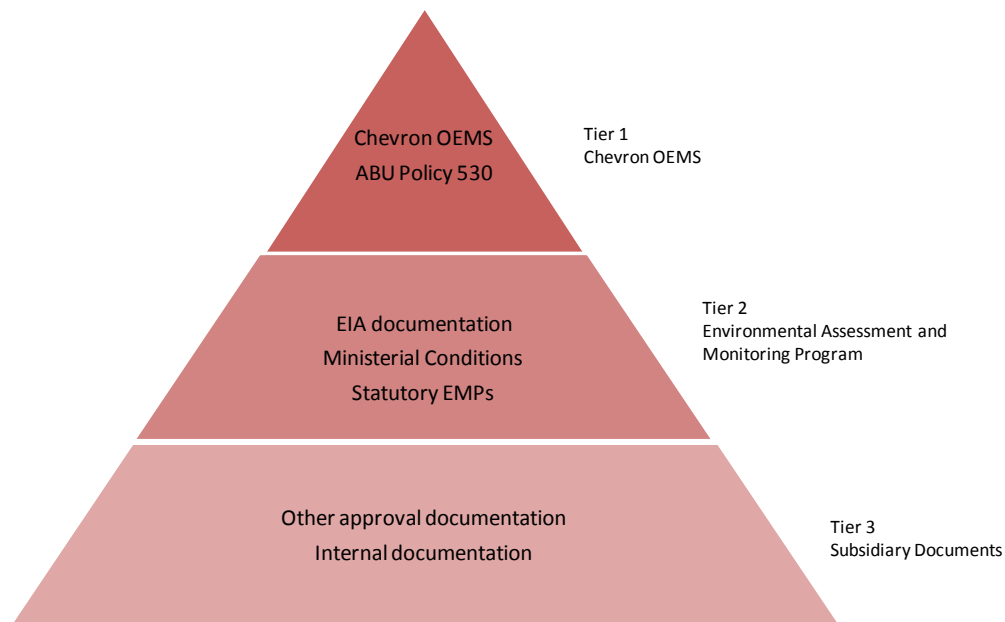 Chevron OEMS
ABU Policy 530
Tier 1
Chevron OEMS
EIA documentation
Ministerial Conditions
Statutory EMPs
Tier 2
Environmental Assessment and
Monitoring Program
Other approval documentation
Internal documentation
Tier 3
Subsidiary Documents